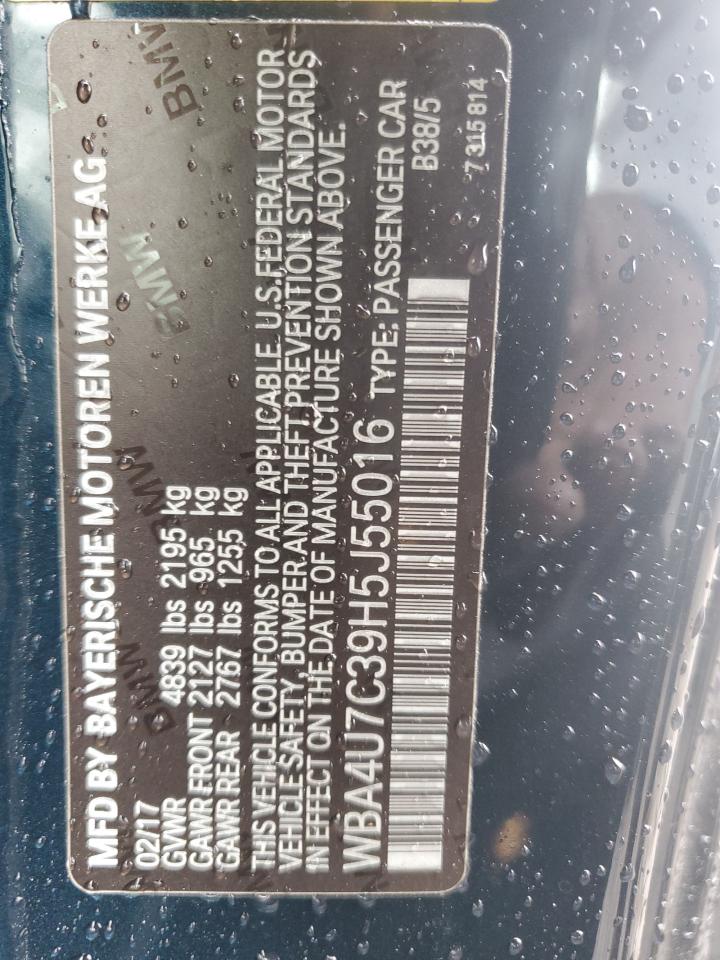 MFD BY BAYERISCHE MOTOREN WERKE AG
02/17
GVWR 4839 lbs 2195 kg
GAWR FRONT 2127 lbs 965 kg
GAWR REAR 2767 lbs 1255 kg
THIS VEHICLE CONFORMS TO ALL APPLICABLE U.S. FEDERAL MOTOR
VEHICLE SAFETY, BUMPER AND THEFT PREVENTION STANDARDS
IN EFFECT ON THE DATE OF MANUFACTURE SHOWN ABOVE.
WBA4U7C39H5J55016 TYPE: PASSENGER CAR
B38/5
7 315 814
BMW
BMW
BMW
BMW